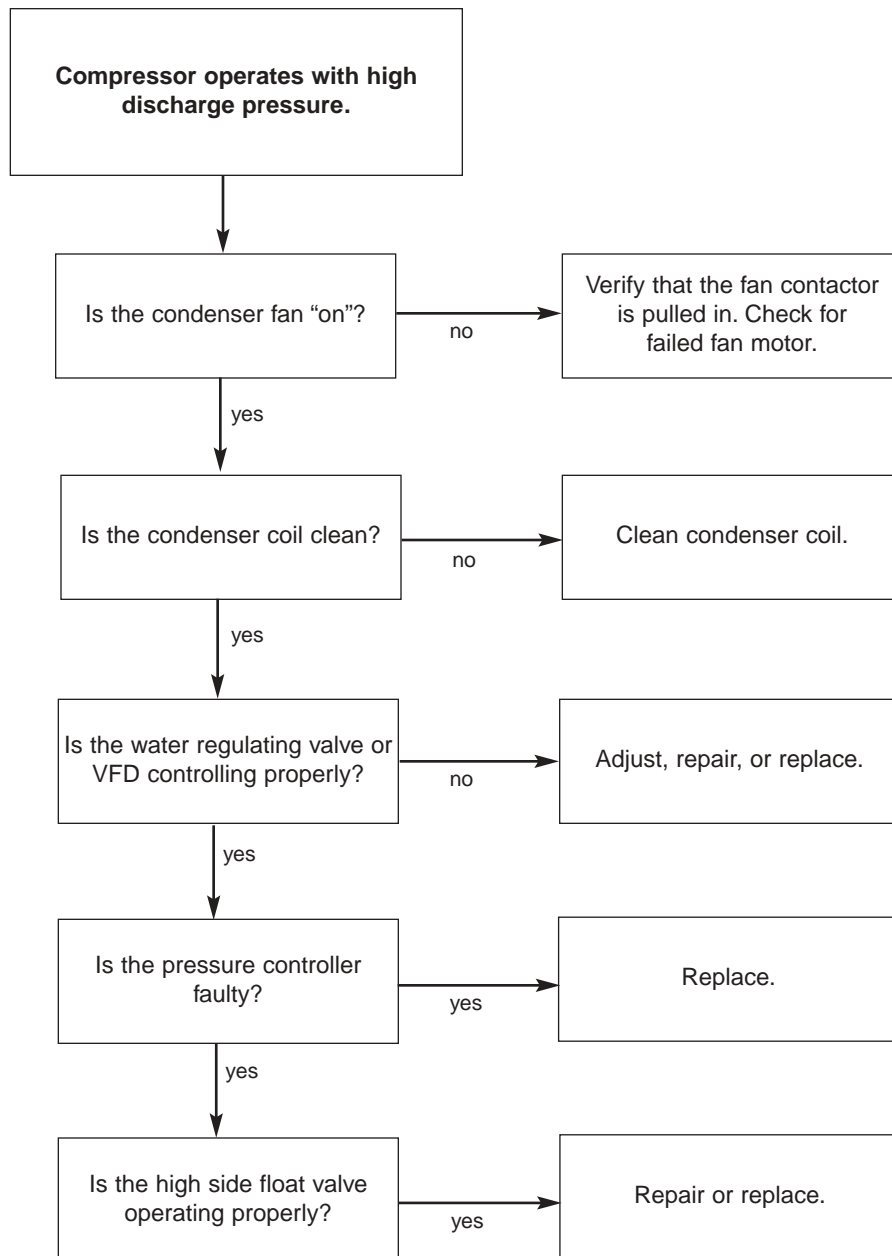 Compressor operates with high
discharge pressure.
Is the condenser fan “on”?
no
Verify that the fan contactor
is pulled in. Check for
failed fan motor.
yes
Is the condenser coil clean?
no
Clean condenser coil.
yes
Is the water regulating valve or
VFD controlling properly?
no
Adjust, repair, or replace.
yes
Is the pressure controller
faulty?
yes
Replace.
yes
Is the high side float valve
operating properly?
yes
Repair or replace.